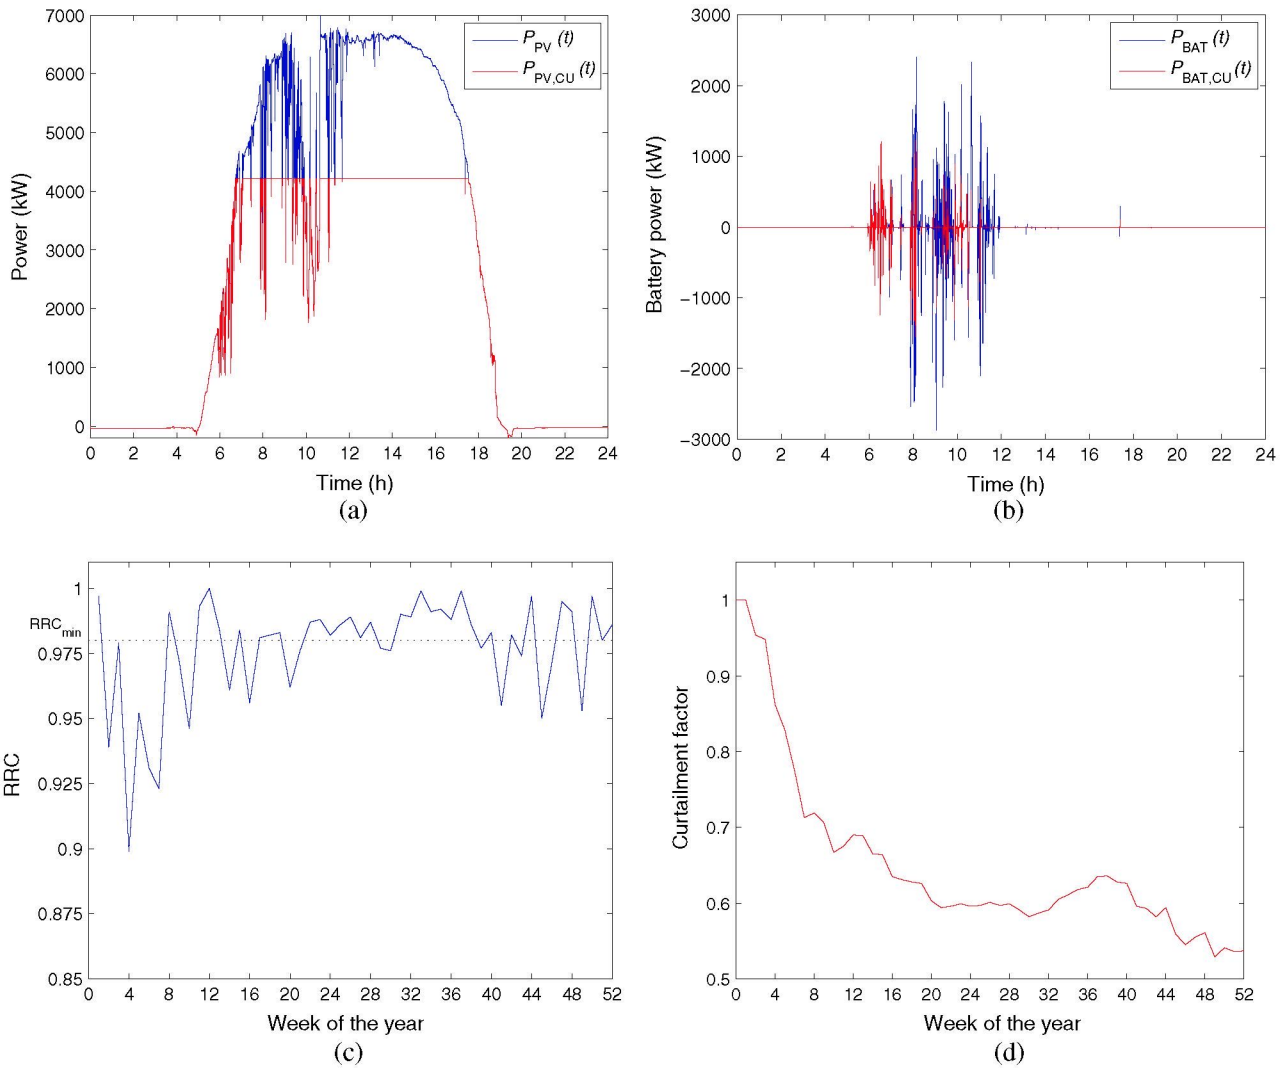 7000
6000
5000
4000
3000
2000
1000
0
Power (kW)
P_PV (t)
P_PV,CU (t)
0 2 4 6 8 10 12 14 16 18 20 22 24
Time (h)
(a)
3000
2000
1000
0
−1000
−2000
−3000
Battery power (kW)
P_BAT (t)
P_BAT,CU (t)
0 2 4 6 8 10 12 14 16 18 20 22 24
Time (h)
(b)
1
RRC_min
0.975
0.95
0.925
0.9
0.875
0.85
RRC
0 4 8 12 16 20 24 28 32 36 40 44 48 52
Week of the year
(c)
1
0.9
0.8
0.7
0.6
0.5
Curtailment factor
0 4 8 12 16 20 24 28 32 36 40 44 48 52
Week of the year
(d)